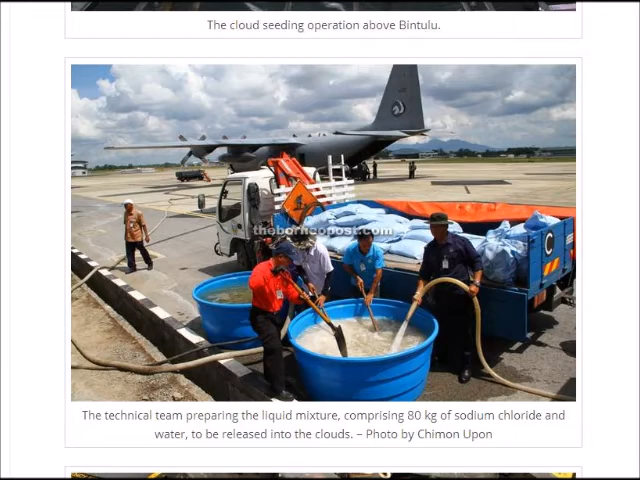 The cloud seeding operation above Bintulu.
theborneopost.com
C
The technical team preparing the liquid mixture, comprising 80 kg of sodium chloride and
water, to be released into the clouds. – Photo by Chimon Upon